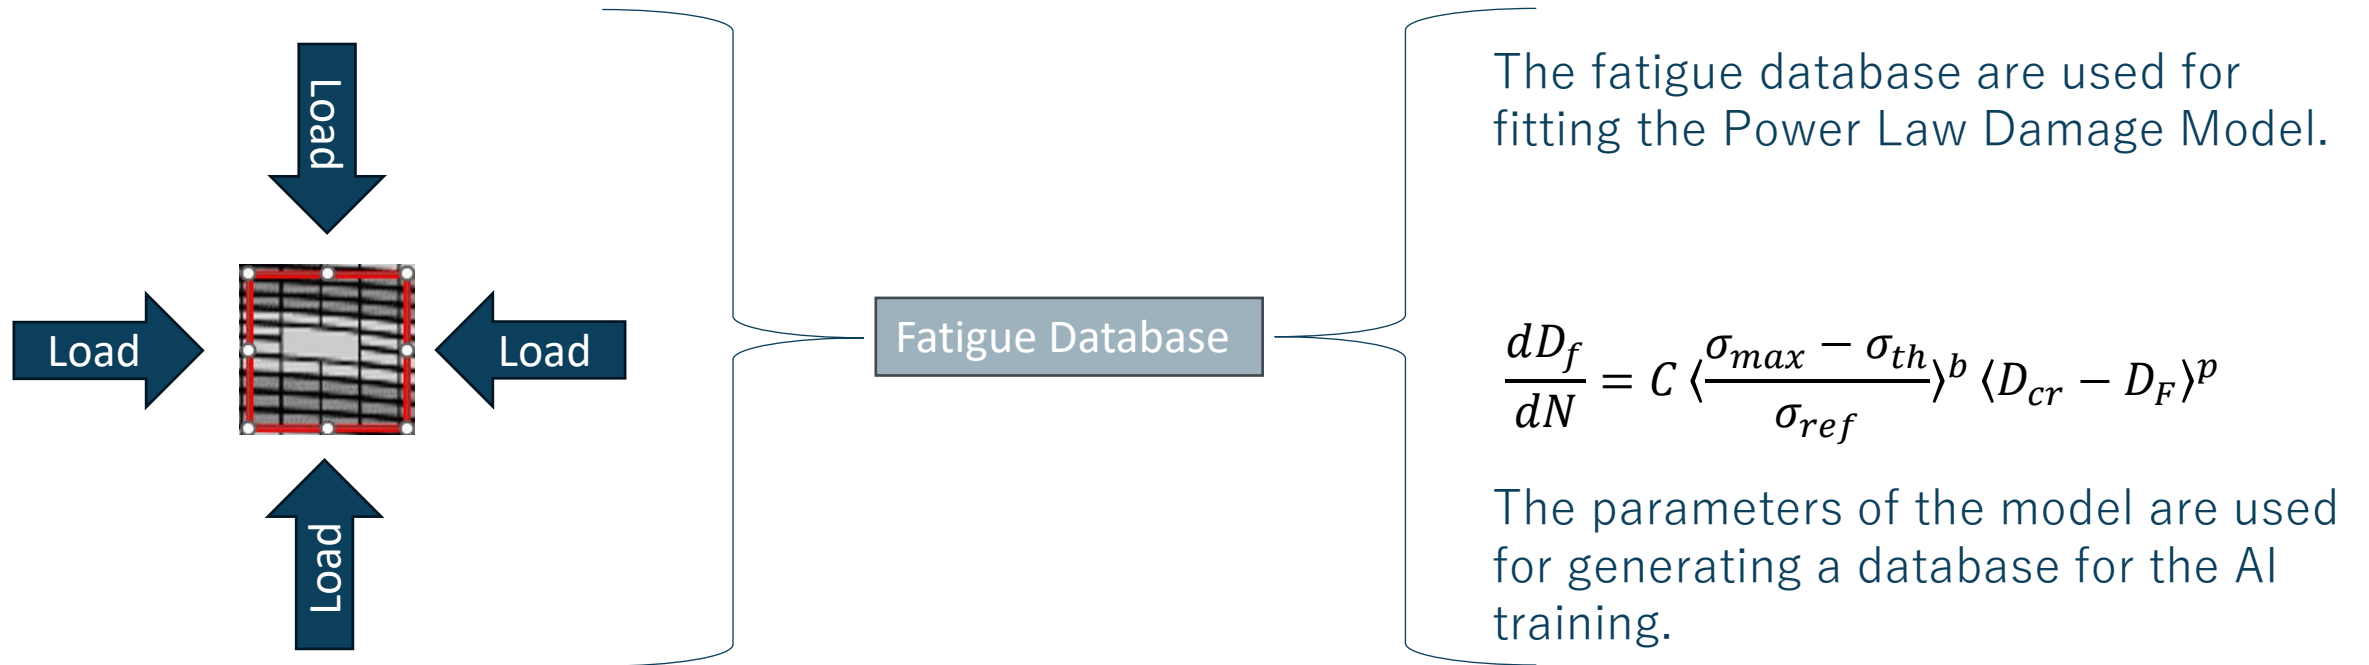 Load
Load
Load
Load
Fatigue Database
The fatigue database are used for
fitting the Power Law Damage Model.
dD_f/dN = C ⟨(σ_max − σ_th)/σ_ref⟩^b ⟨D_cr − D_F⟩^p
The parameters of the model are used
for generating a database for the AI
training.